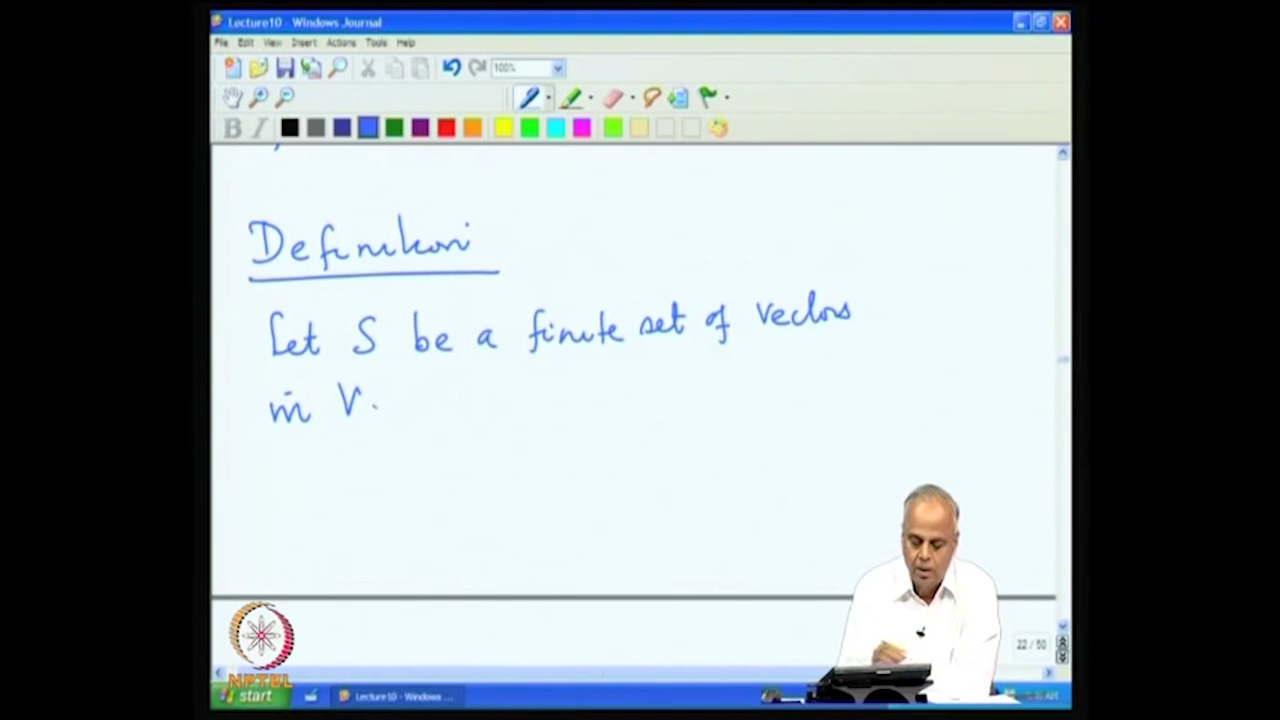 Lecture10 - Windows Journal
File Edit View Insert Actions Tools Help
100%
B I
Definition
Let S be a finite set of vectors
in V.
22 / 50
NPTEL
start Lecture10 - Windows ...